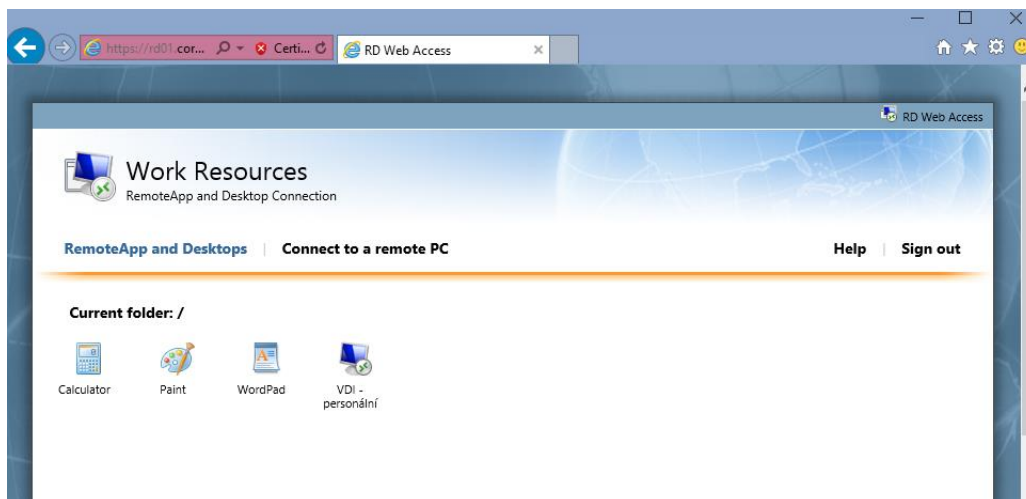 https://rd01.cor... Certi... RD Web Access
RD Web Access
Work Resources
RemoteApp and Desktop Connection
RemoteApp and Desktops Connect to a remote PC Help Sign out
Current folder: /
Calculator Paint WordPad VDI -
personální